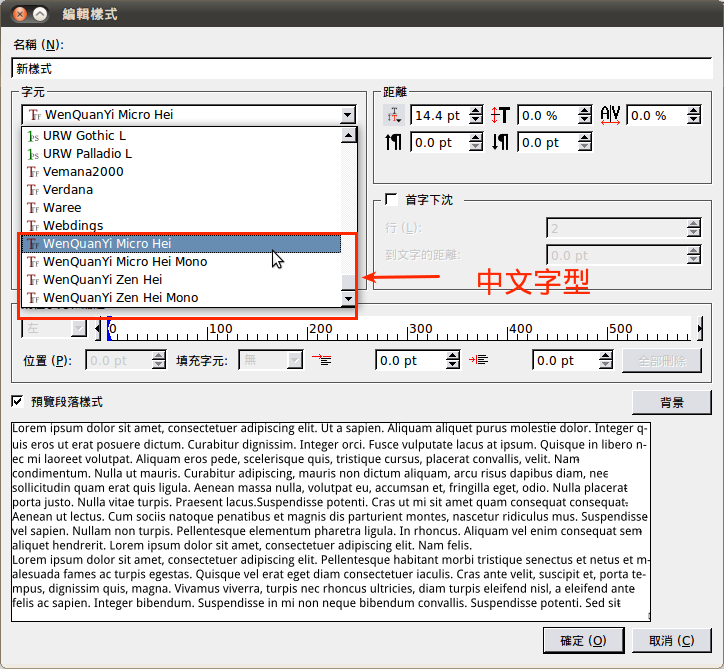 編輯樣式
名稱 (N):
新樣式
字元
WenQuanYi Micro Hei
URW Gothic L
URW Palladio L
Vemana2000
Verdana
Waree
Webdings
WenQuanYi Micro Hei
WenQuanYi Micro Hei Mono
WenQuanYi Zen Hei
WenQuanYi Zen Hei Mono
距離
14.4 pt
0.0 %
0.0 %
0.0 pt
0.0 pt
首字下沈
行 (L):
2
到文字的距離:
0.0 pt
中文字型
左
0 100 200 300 400 500
位置 (P):
0.0 pt
填充字元:
無
0.0 pt
0.0 pt
全部刪除
預覽段落樣式
背景
Lorem ipsum dolor sit amet, consectetuer adipiscing elit. Ut a sapien. Aliquam aliquet purus molestie dolor. Integer q-
uis eros ut erat posuere dictum. Curabitur dignissim. Integer orci. Fusce vulputate lacus at ipsum. Quisque in libero n-
ec mi laoreet volutpat. Aliquam eros pede, scelerisque quis, tristique cursus, placerat convallis, velit. Nam
condimentum. Nulla ut mauris. Curabitur adipiscing, mauris non dictum aliquam, arcu risus dapibus diam, nec
sollicitudin quam erat quis ligula. Aenean massa nulla, volutpat eu, accumsan et, fringilla eget, odio. Nulla placerat
porta justo. Nulla vitae turpis. Praesent lacus.Suspendisse potenti. Cras ut mi sit amet quam consequat consequat.
Aenean ut lectus. Cum sociis natoque penatibus et magnis dis parturient montes, nascetur ridiculus mus. Suspendisse
vel sapien. Nullam non turpis. Pellentesque elementum pharetra ligula. In rhoncus. Aliquam vel enim consequat sem
aliquet hendrerit. Lorem ipsum dolor sit amet, consectetuer adipiscing elit. Nam felis.
Lorem ipsum dolor sit amet, consectetuer adipiscing elit. Pellentesque habitant morbi tristique senectus et netus et m-
alesuada fames ac turpis egestas. Quisque vel erat eget diam consectetuer iaculis. Cras ante velit, suscipit et, porta te-
mpus, dignissim quis, magna. Vivamus viverra, turpis nec rhoncus ultricies, diam turpis eleifend nisl, a eleifend ante
felis ac sapien. Integer bibendum. Suspendisse in mi non neque bibendum convallis. Suspendisse potenti. Sed sit
確定 (O)
取消 (C)